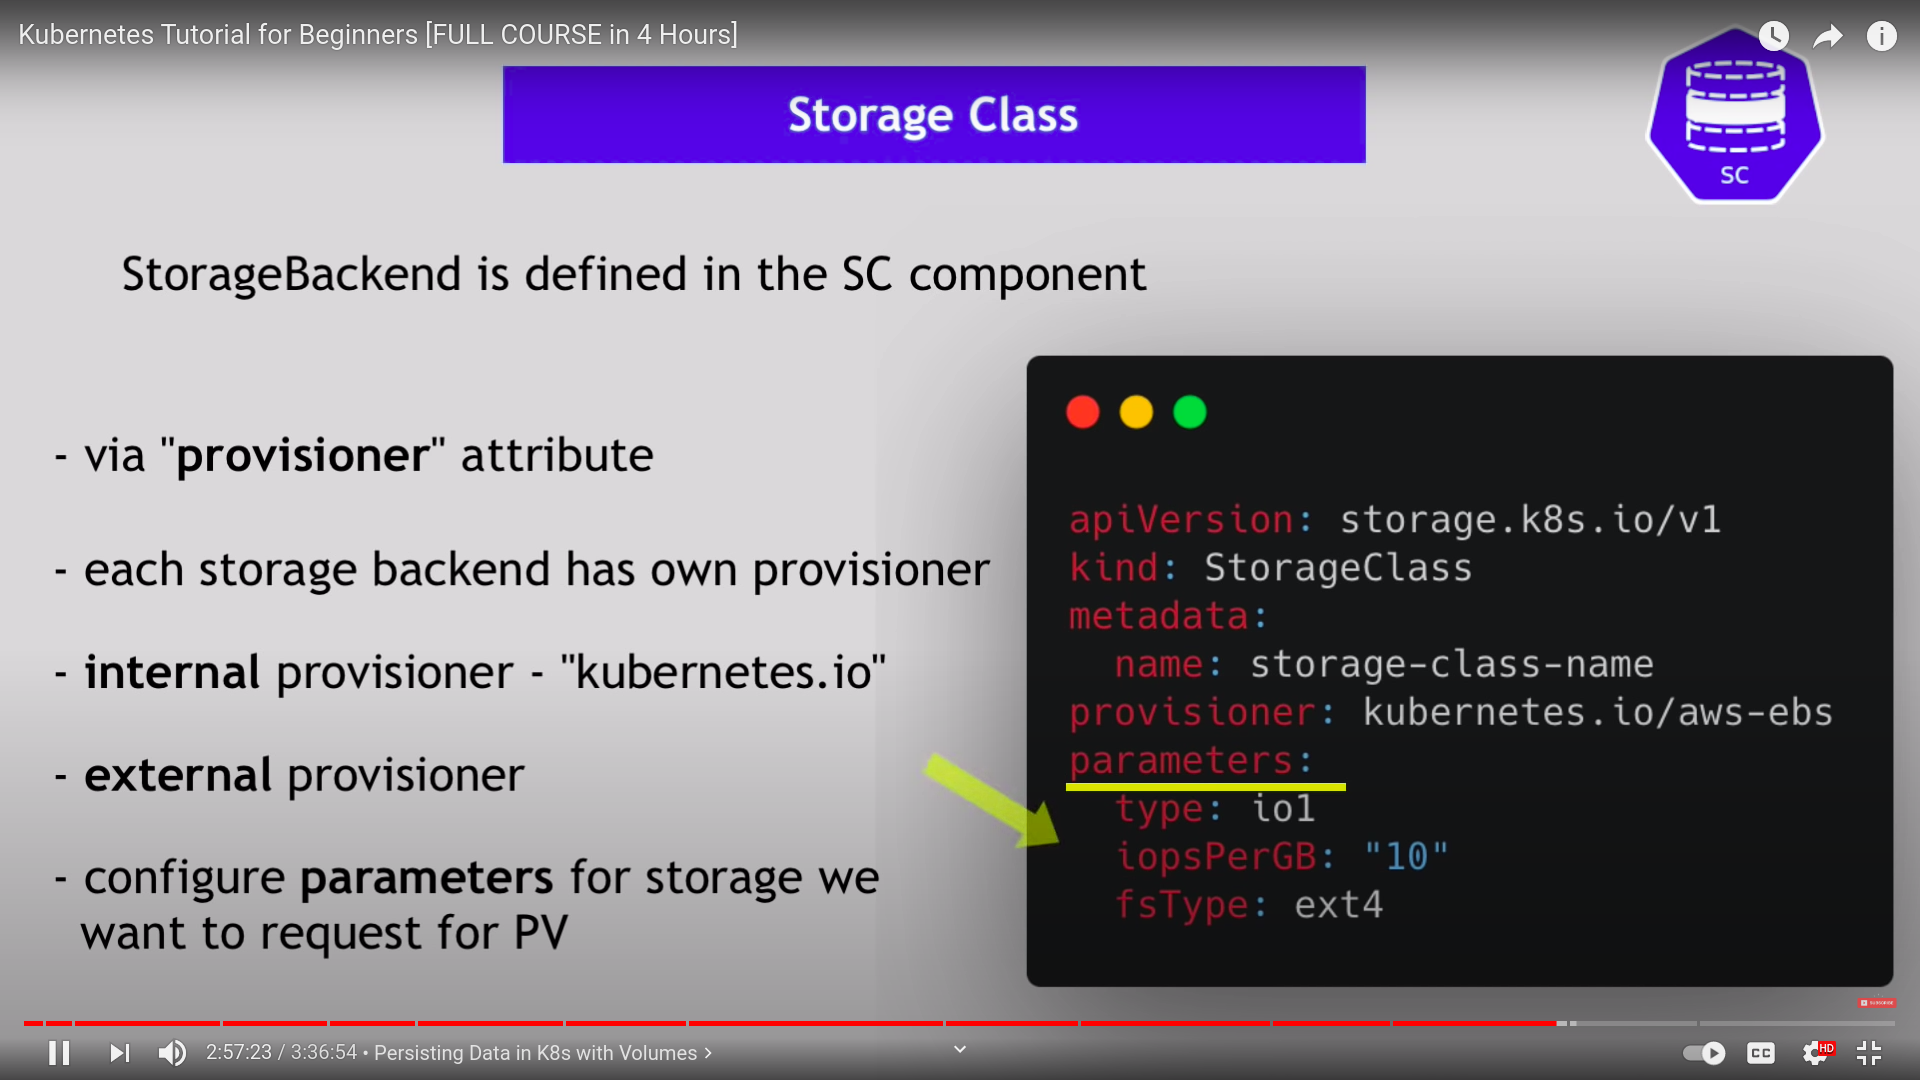 Kubernetes Tutorial for Beginners [FULL COURSE in 4 Hours]
Storage Class
SC
StorageBackend is defined in the SC component
- via "provisioner" attribute
- each storage backend has own provisioner
- internal provisioner - "kubernetes.io"
- external provisioner
- configure parameters for storage we
want to request for PV
apiVersion: storage.k8s.io/v1
kind: StorageClass
metadata:
  name: storage-class-name
provisioner: kubernetes.io/aws-ebs
parameters:
  type: io1
  iopsPerGB: "10"
  fsType: ext4
SUBSCRIBE
2:57:23 / 3:36:54 • Persisting Data in K8s with Volumes
CC
HD